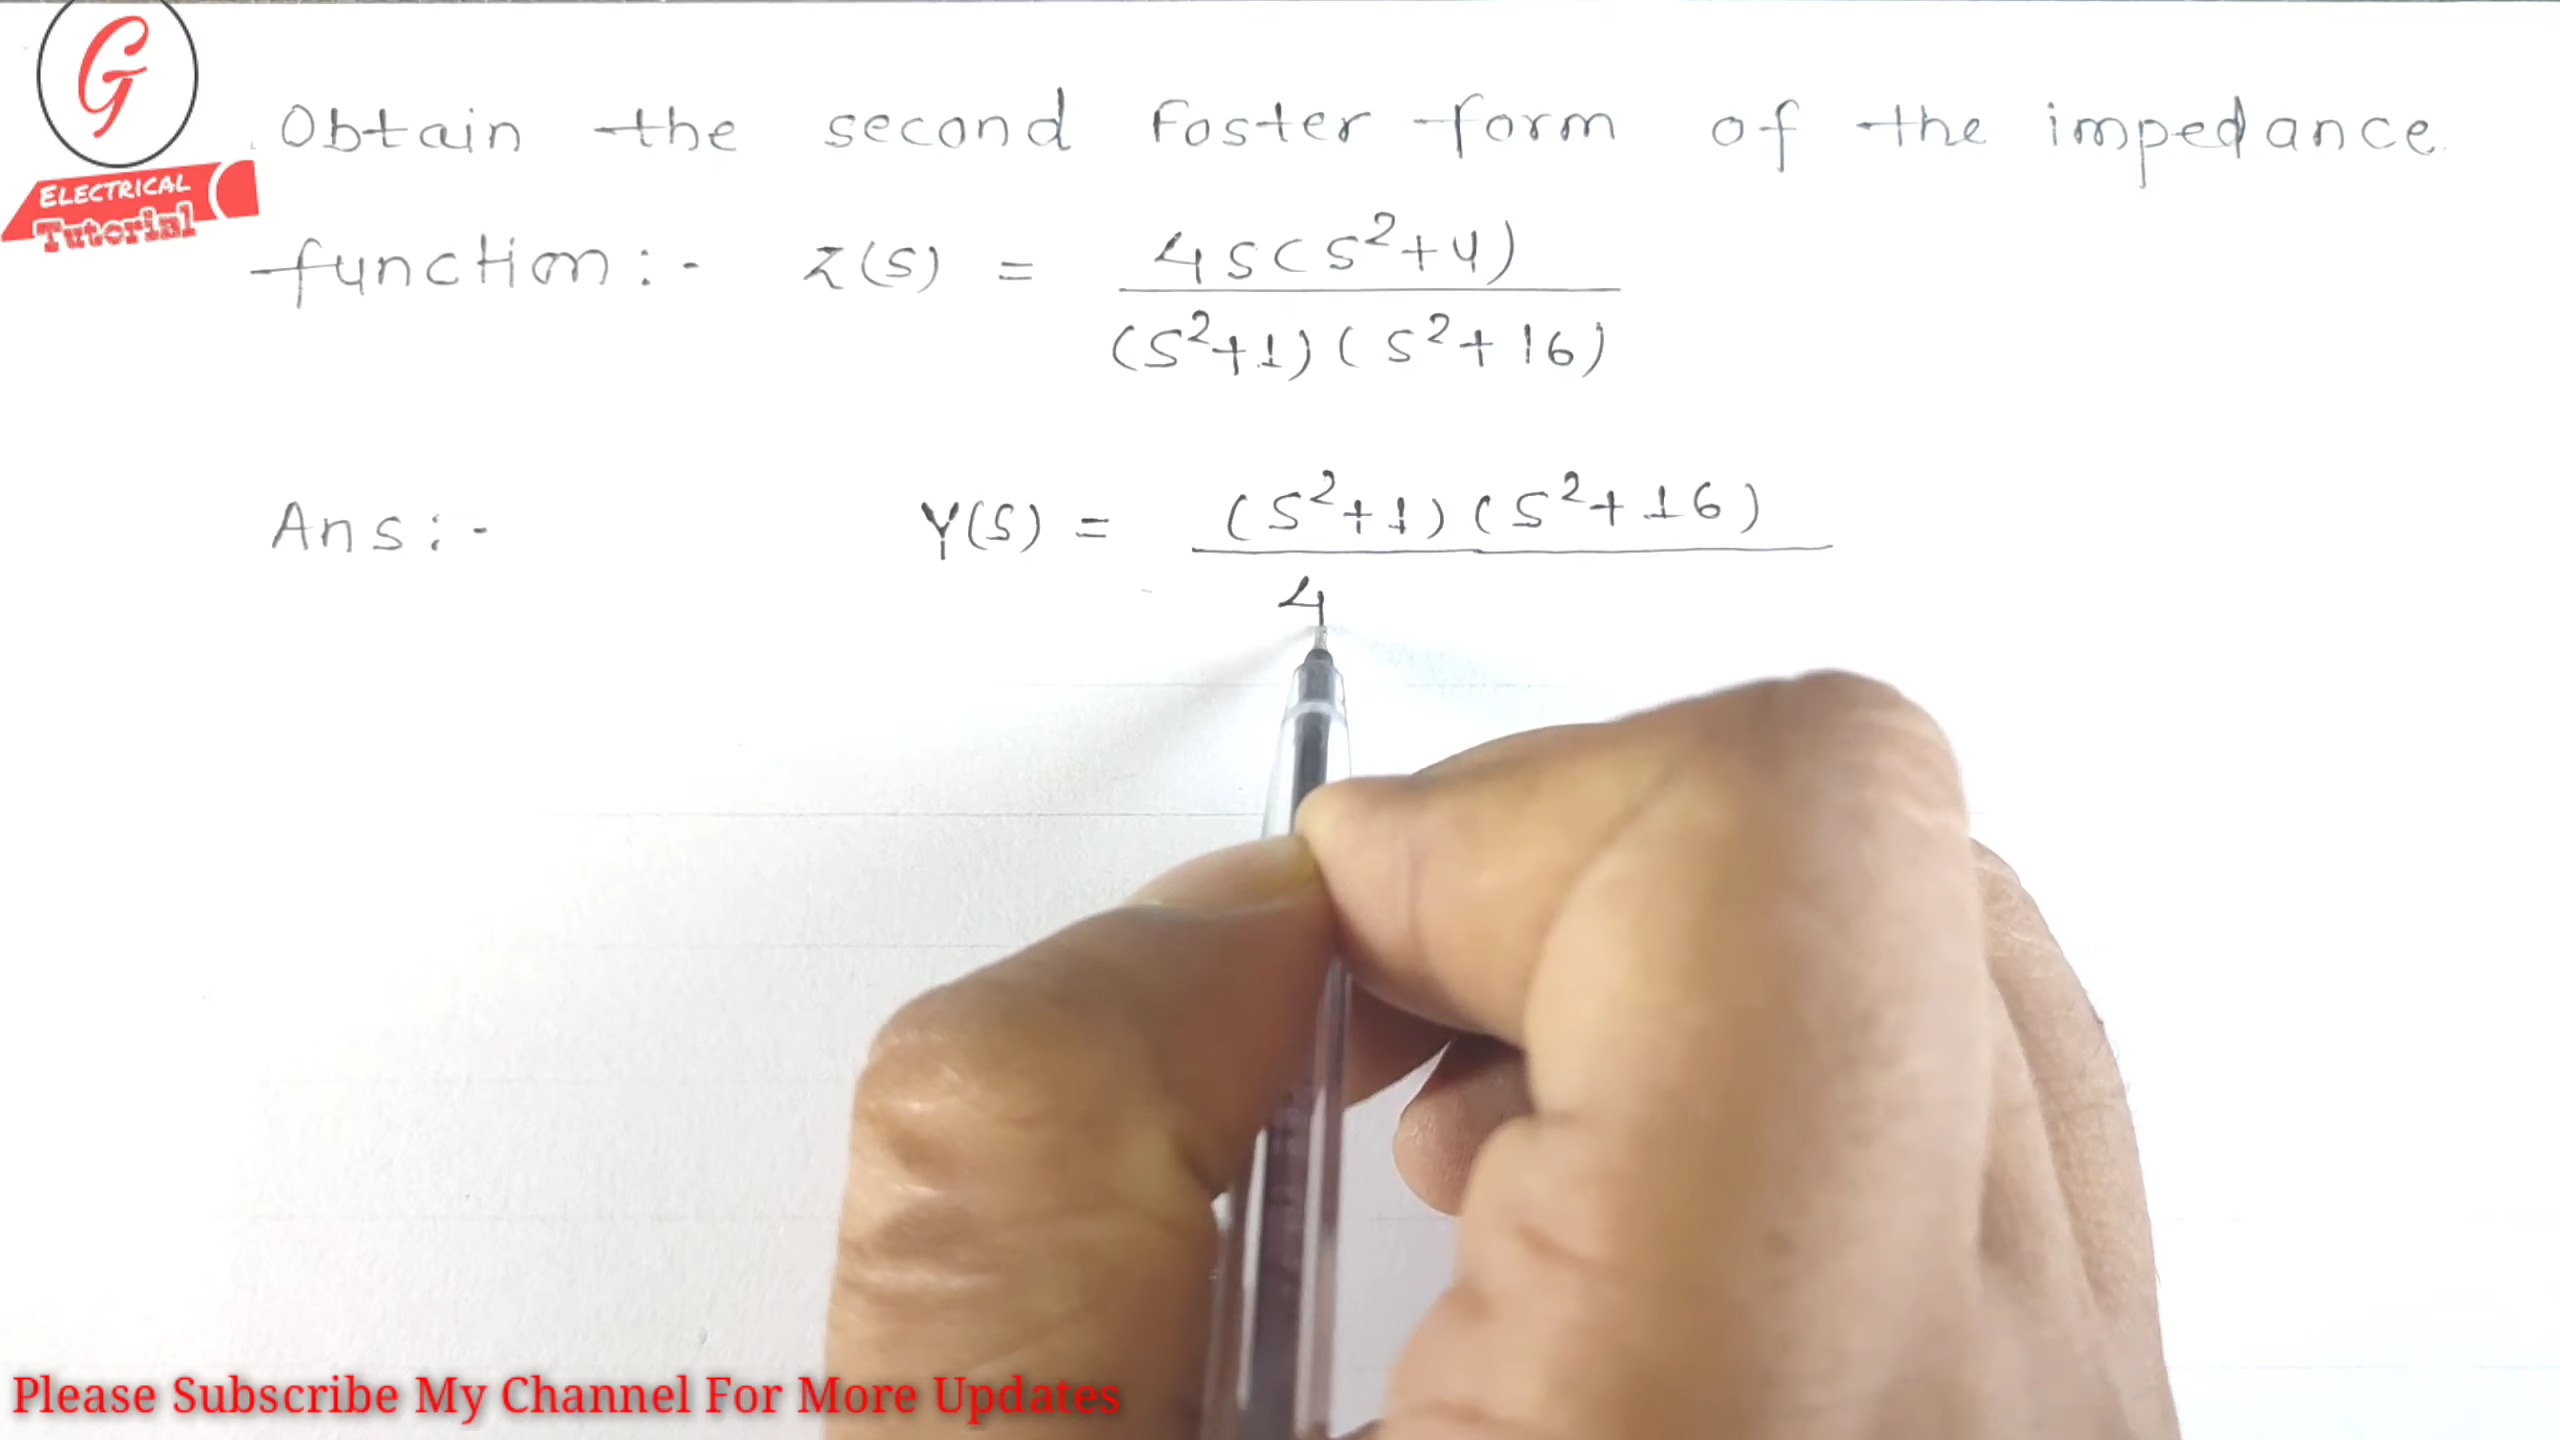 G
ELECTRICAL
Tutorial
Obtain the second Foster form of the impedance
function :- Z(S) = 4S(S²+4)
(S²+1)(S²+16)
Ans :- Y(S) = (S²+1)(S²+16)
4
Please Subscribe My Channel For More Updates